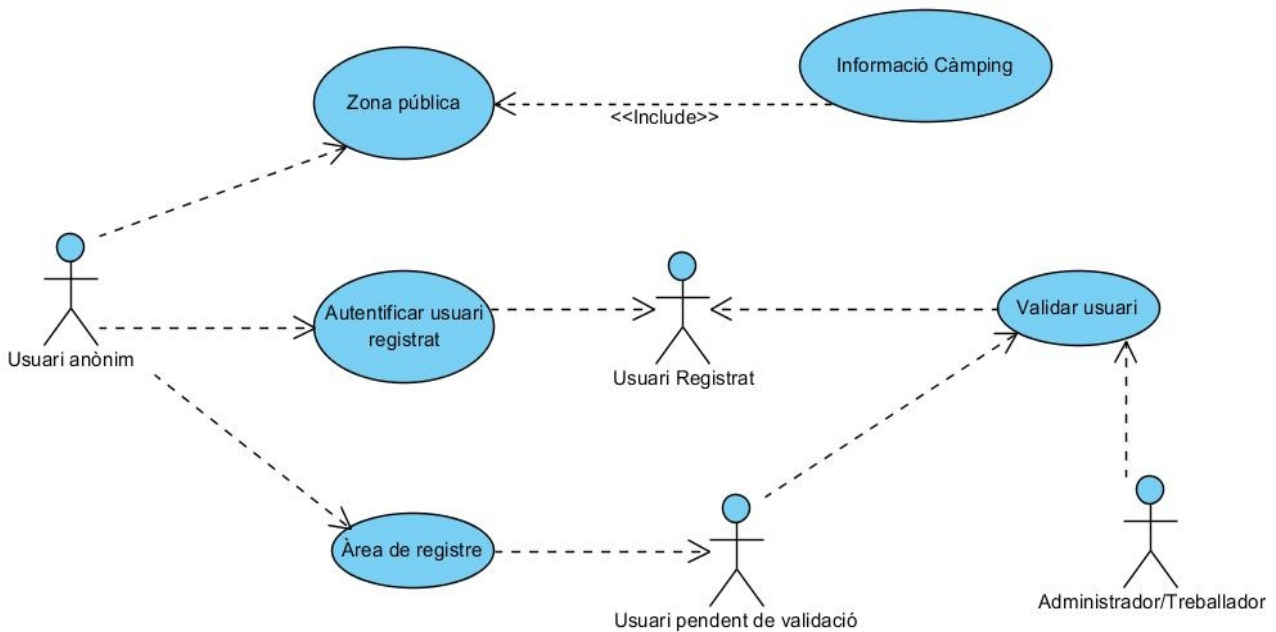 Informació Càmping
Zona pública
<<Include>>
Autentificar usuari
registrat
Validar usuari
Usuari anònim
Usuari Registrat
Àrea de registre
Administrador/Treballador
Usuari pendent de validació